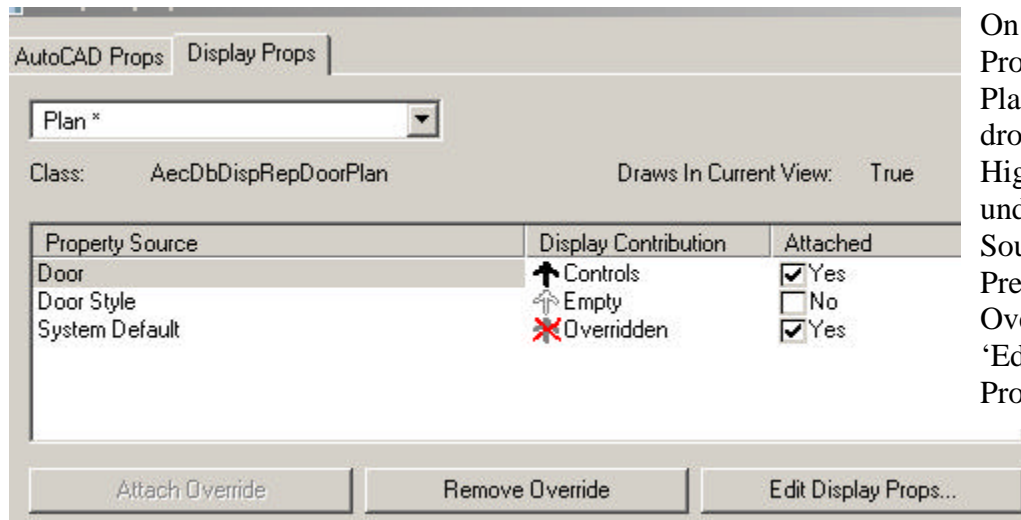 AutoCAD Props Display Props
Plan *
Class: AecDbDispRepDoorPlan Draws In Current View: True
Property Source Display Contribution Attached
Door Controls Yes
Door Style Empty No
System Default Overridden Yes
Attach Override Remove Override Edit Display Props...
On
Pro
Pla
dro
Hig
und
Sou
Pre
Ove
‘Ed
Pro